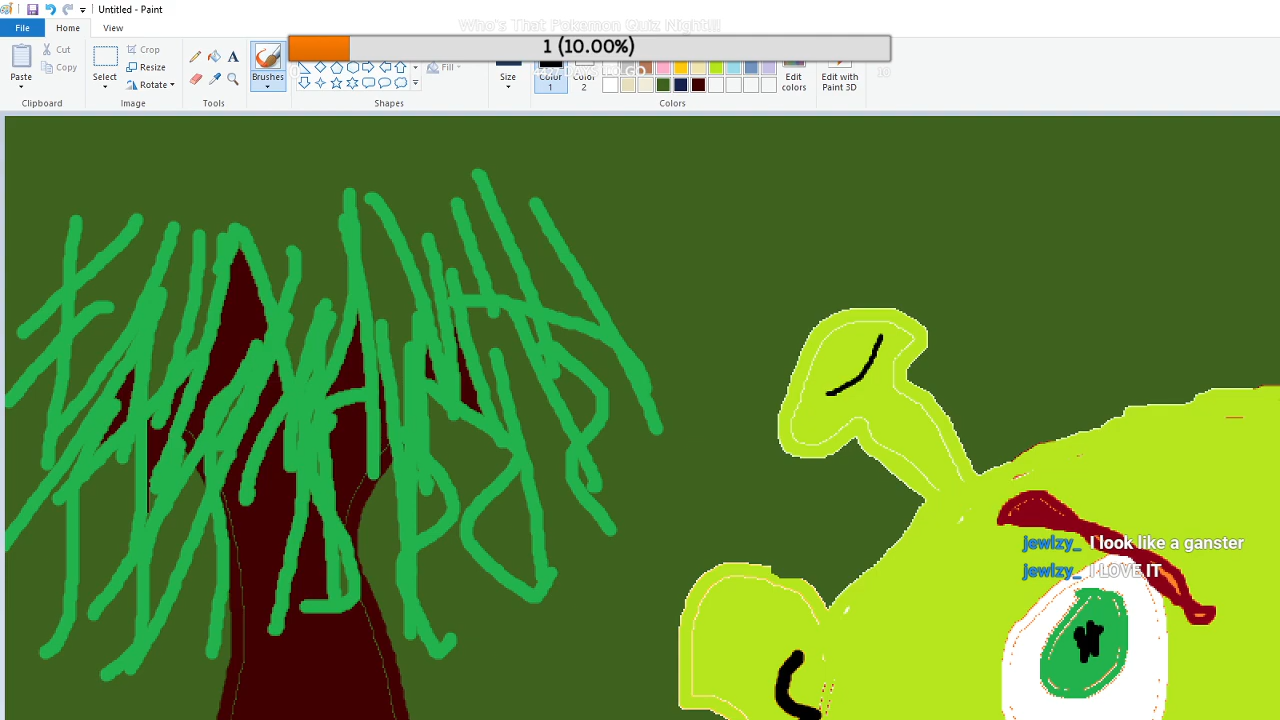 Untitled - Paint
File Home View
Who's That Pokemon Quiz Night!!!
1 (10.00%)
Cut Crop
Copy Resize Fill
Paste Select Rotate Brushes Size Color 1 Color 2 Edit colors Edit with Paint 3D
10
Clipboard Image Tools Shapes Colors
jewlzy_ I look like a ganster
jewlzy_ I LOVE IT